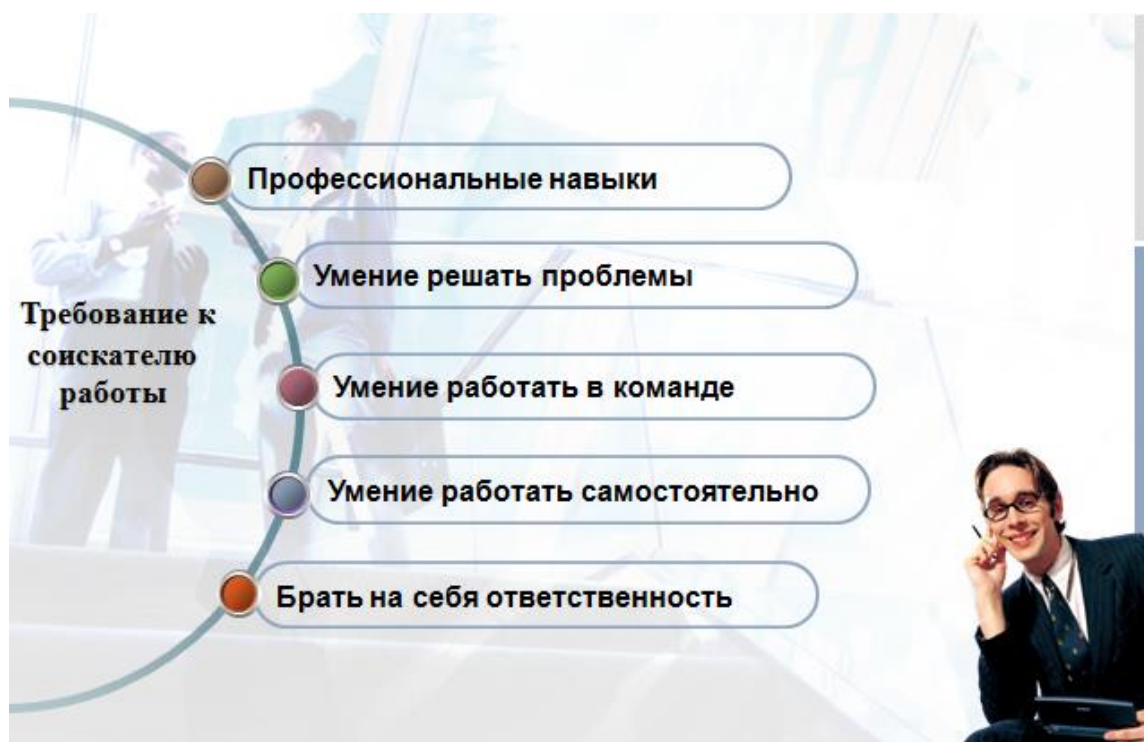 Профессиональные навыки
Умение решать проблемы
Требование к
соискателю
работы
Умение работать в команде
Умение работать самостоятельно
Брать на себя ответственность